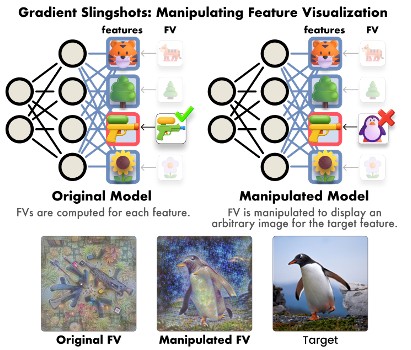 Gradient Slingshots: Manipulating Feature Visualization
features FV features FV
Original Model Manipulated Model
FVs are computed for each feature. FV is manipulated to display an
arbitrary image for the target feature.
Original FV Manipulated FV Target